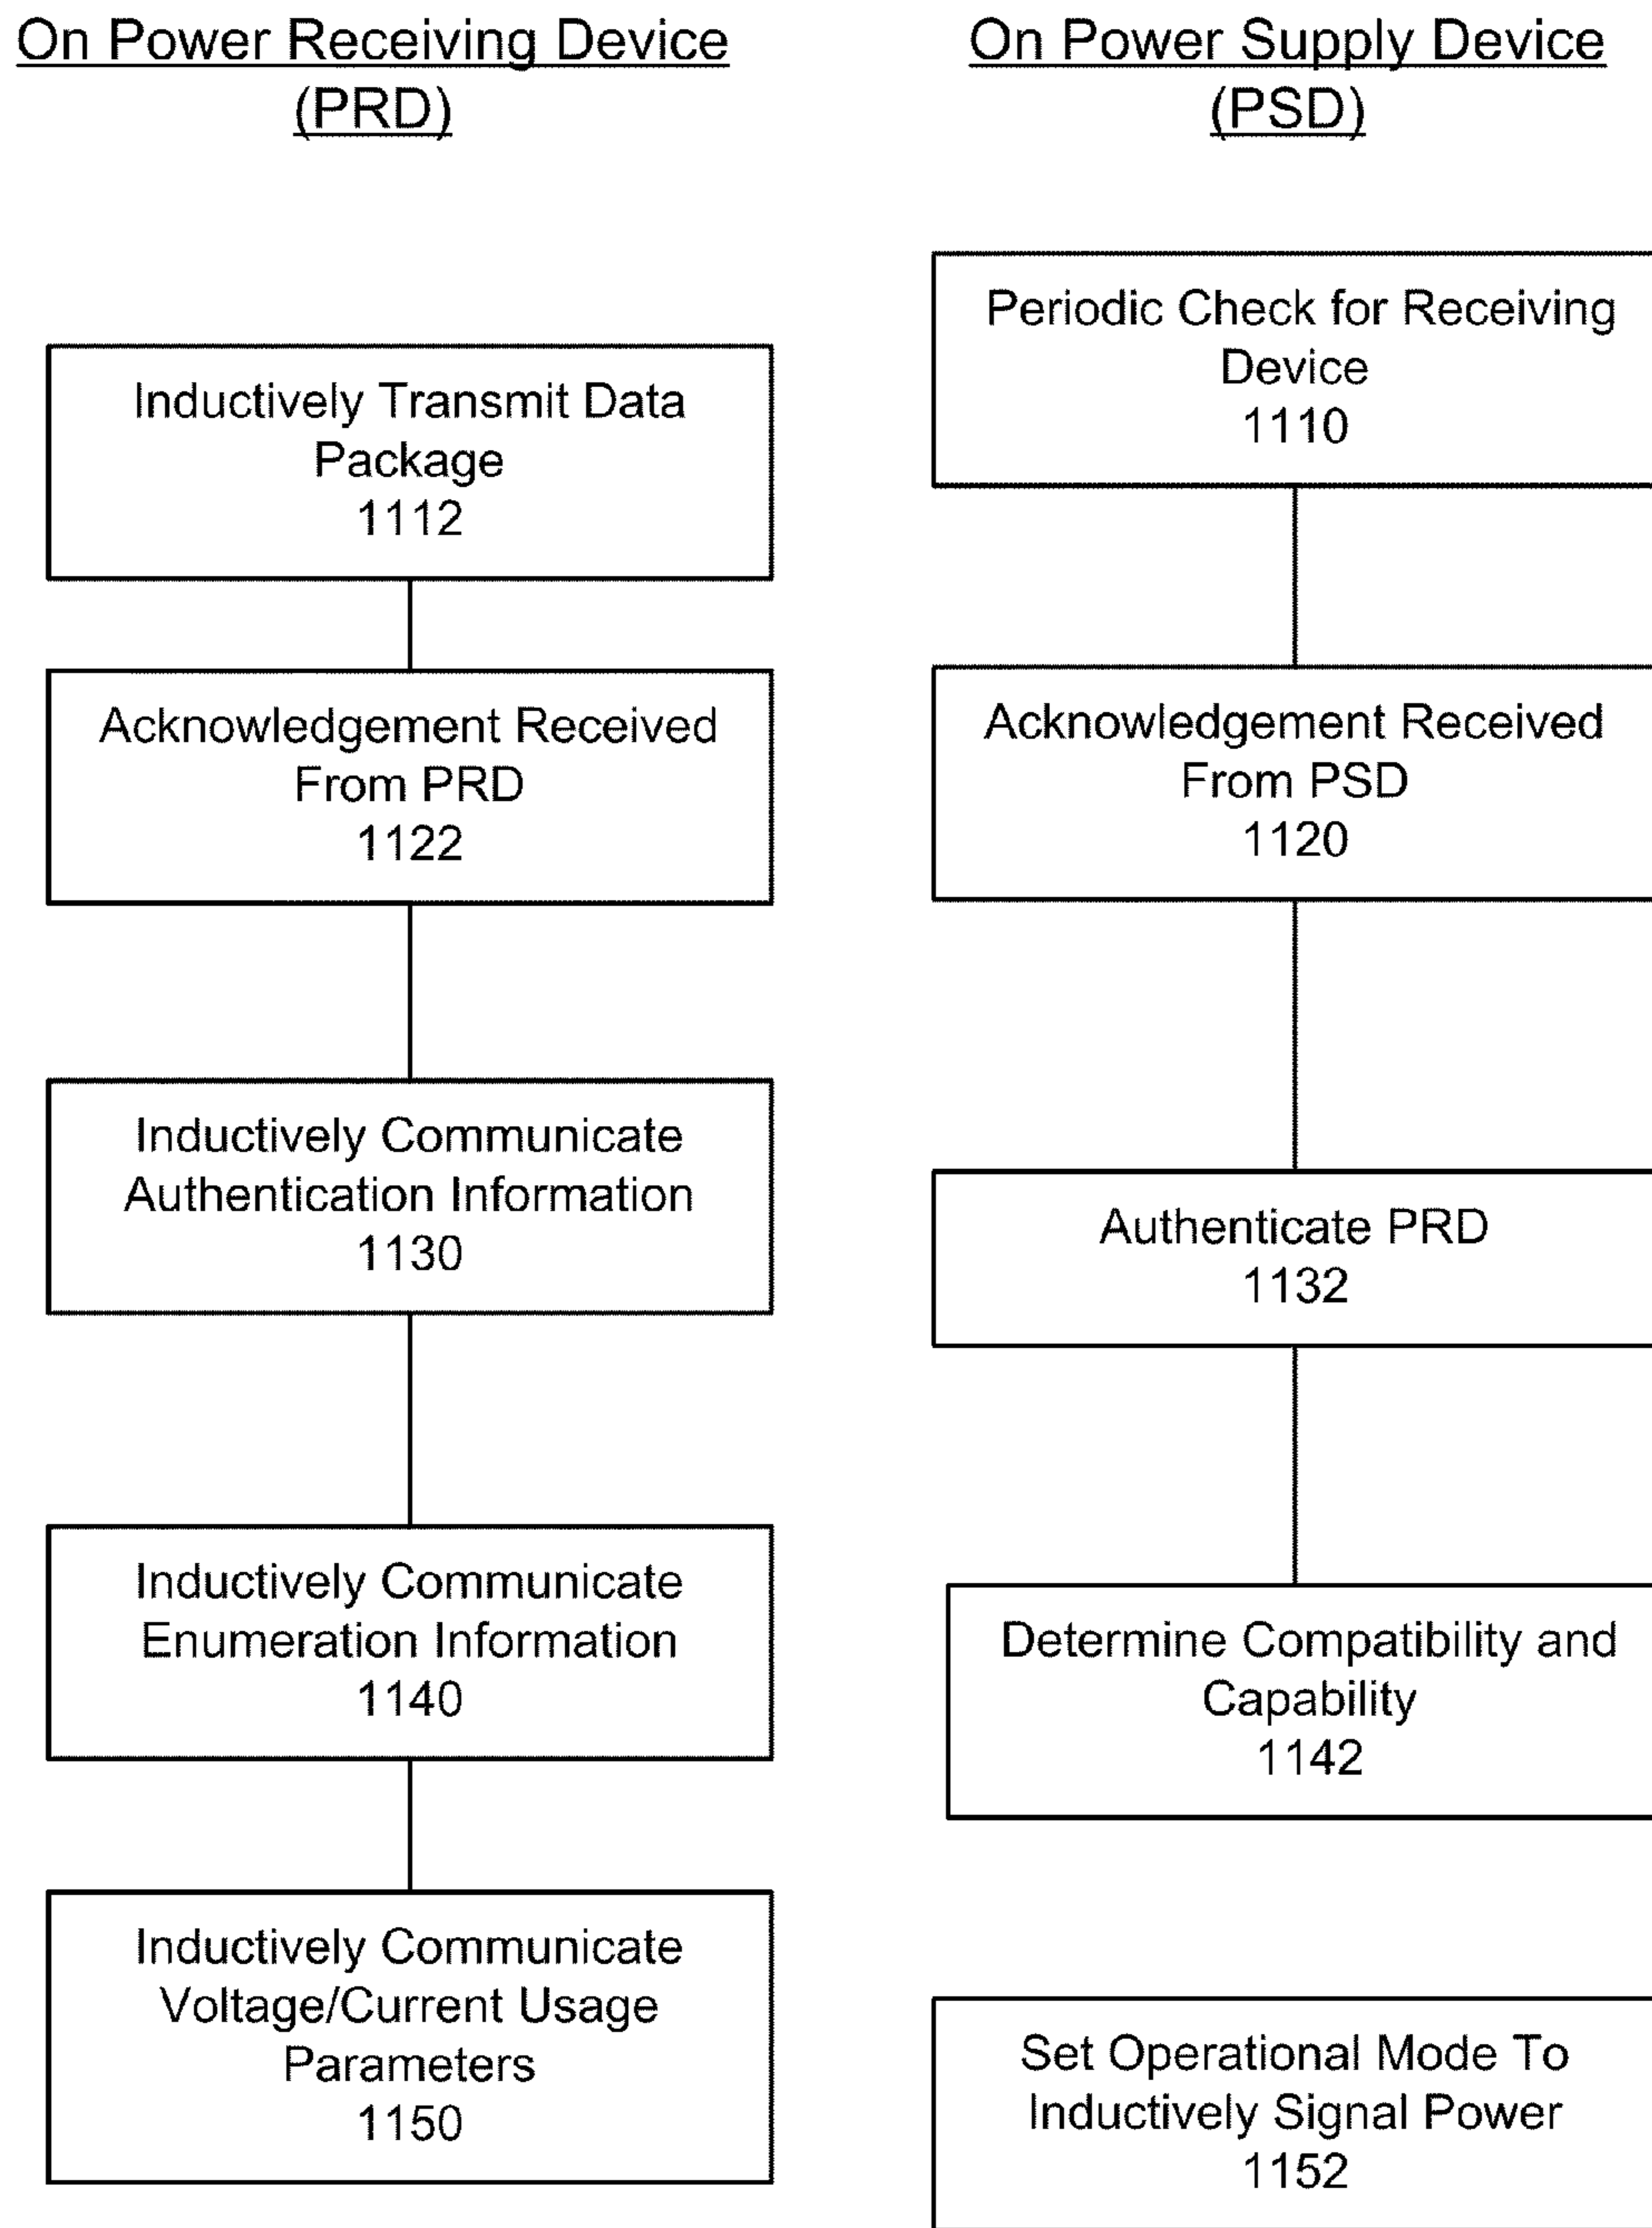 On Power Receiving Device
(PRD)
Inductively Transmit Data
Package
1112
Acknowledgement Received
From PRD
1122
Inductively Communicate
Authentication Information
1130
Inductively Communicate
Enumeration Information
1140
Inductively Communicate
Voltage/Current Usage
Parameters
1150
On Power Supply Device
(PSD)
Periodic Check for Receiving
Device
1110
Acknowledgement Received
From PSD
1120
Authenticate PRD
1132
Determine Compatibility and
Capability
1142
Set Operational Mode To
Inductively Signal Power
1152